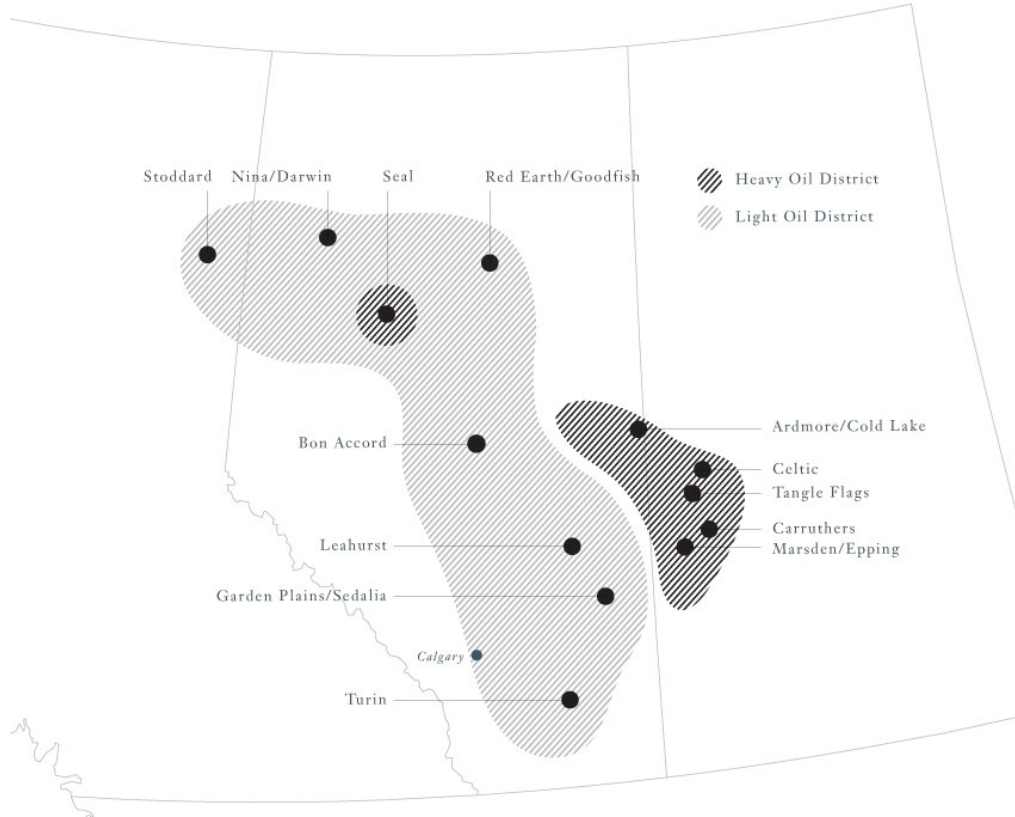 Stoddard
Nina/Darwin
Seal
Red Earth/Goodfish
Heavy Oil District
Light Oil District
Ardmore/Cold Lake
Bon Accord
Celtic
Tangle Flags
Carruthers
Leahurst
Marsden/Epping
Garden Plains/Sedalia
Calgary
Turin